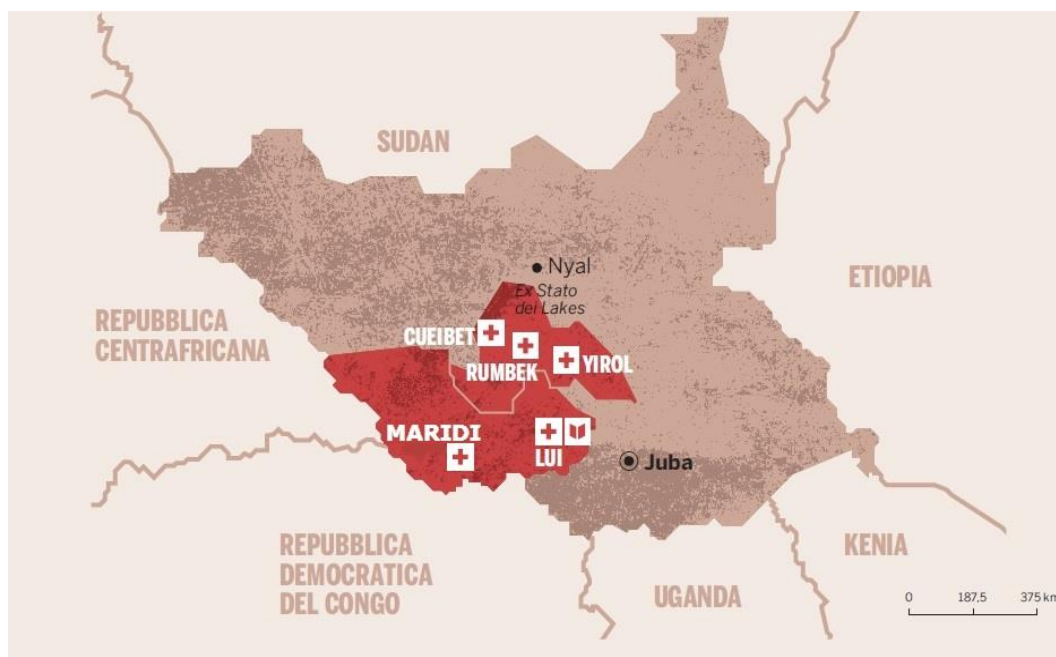 SUDAN
Nyal
Ex Stato
dei Lakes
ETIOPIA
REPUBBLICA
CENTRAFRICANA
CUEIBET
RUMBEK
YIROL
MARIDI
LUI
Juba
REPUBBLICA
DEMOCRATICA
DEL CONGO
UGANDA
KENIA
0 187,5 375 km